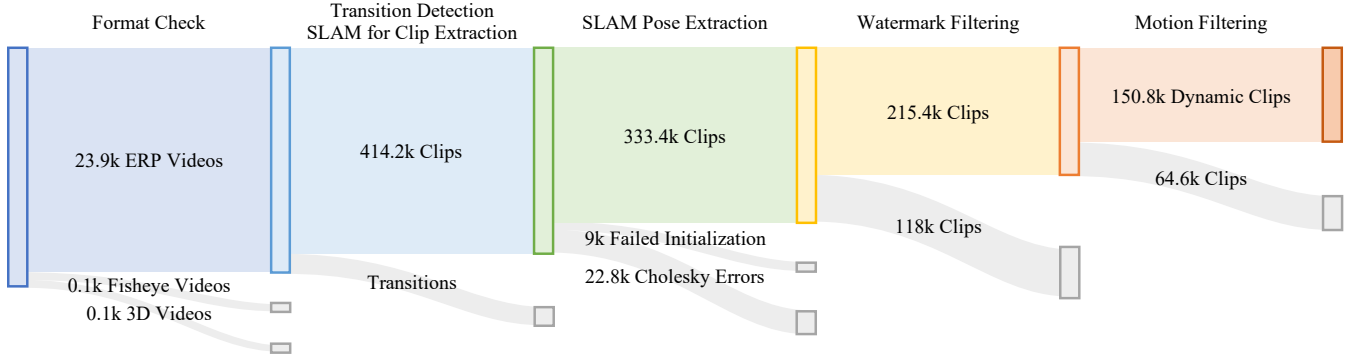 Format Check
Transition Detection
SLAM for Clip Extraction
SLAM Pose Extraction
Watermark Filtering
Motion Filtering
23.9k ERP Videos
414.2k Clips
333.4k Clips
215.4k Clips
150.8k Dynamic Clips
64.6k Clips
118k Clips
9k Failed Initialization
22.8k Cholesky Errors
Transitions
0.1k Fisheye Videos
0.1k 3D Videos